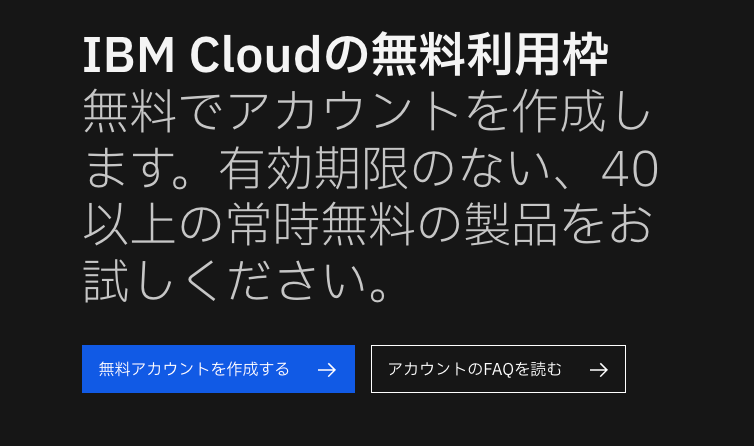 IBM Cloudの無料利用枠
無料でアカウントを作成し
ます。有効期限のない、40
以上の常時無料の製品をお
試しください。
無料アカウントを作成する →
アカウントのFAQを読む →